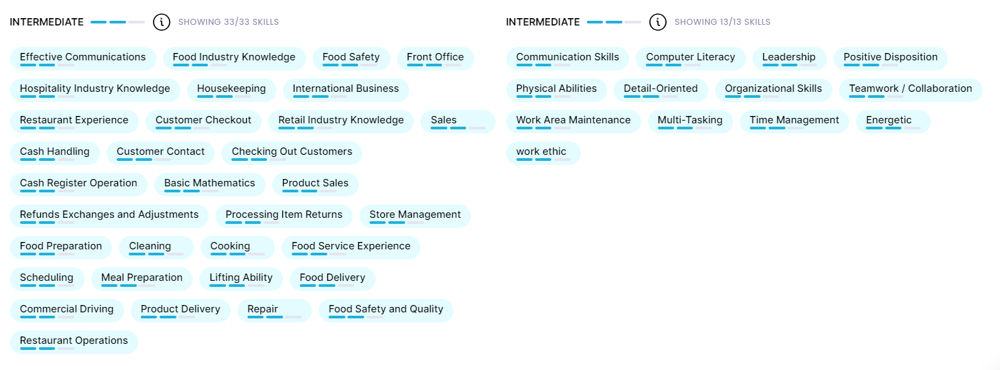 INTERMEDIATE SHOWING 33/33 SKILLS
Effective Communications Food Industry Knowledge Food Safety Front Office
Hospitality Industry Knowledge Housekeeping International Business
Restaurant Experience Customer Checkout Retail Industry Knowledge Sales
Cash Handling Customer Contact Checking Out Customers
Cash Register Operation Basic Mathematics Product Sales
Refunds Exchanges and Adjustments Processing Item Returns Store Management
Food Preparation Cleaning Cooking Food Service Experience
Scheduling Meal Preparation Lifting Ability Food Delivery
Commercial Driving Product Delivery Repair Food Safety and Quality
Restaurant Operations
INTERMEDIATE SHOWING 13/13 SKILLS
Communication Skills Computer Literacy Leadership Positive Disposition
Physical Abilities Detail-Oriented Organizational Skills Teamwork / Collaboration
Work Area Maintenance Multi-Tasking Time Management Energetic
work ethic